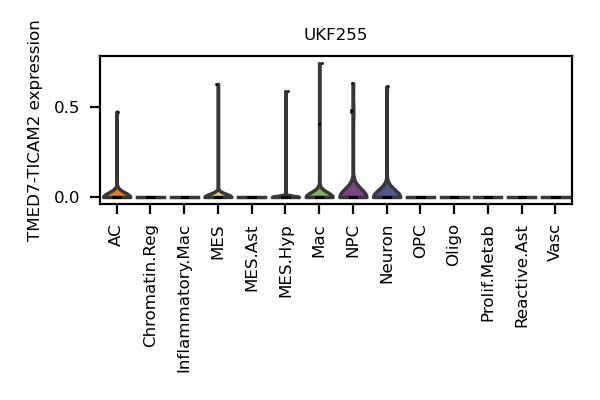 UKF255
TMED7-TICAM2 expression
0.5
0.0
AC
Chromatin.Reg
Inflammatory.Mac
MES
MES.Ast
MES.Hyp
Mac
NPC
Neuron
OPC
Oligo
Prolif.Metab
Reactive.Ast
Vasc